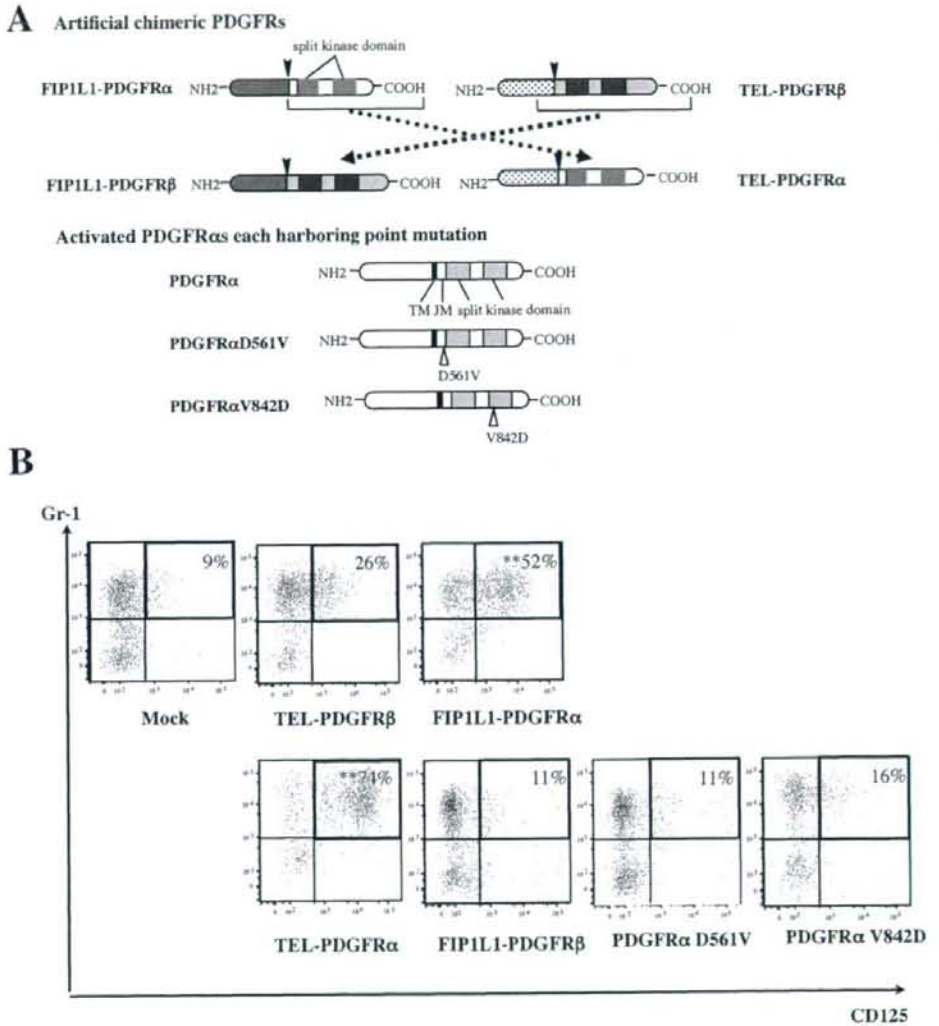 A Artificial chimeric PDGFRs
split kinase domain
FIP1L1-PDGFRα NH2 COOH NH2 COOH TEL-PDGFRβ
FIP1L1-PDGFRβ NH2 COOH NH2 COOH TEL-PDGFRα
Activated PDGFRαs each harboring point mutation
PDGFRα NH2 COOH
TM JM split kinase domain
PDGFRαD561V NH2 COOH
D561V
PDGFRαV842D NH2 COOH
V842D
B
Gr-1
9% 26% **52%
Mock TEL-PDGFRβ FIP1L1-PDGFRα
**74% 11% 11% 16%
TEL-PDGFRα FIP1L1-PDGFRβ PDGFRα D561V PDGFRα V842D
CD125